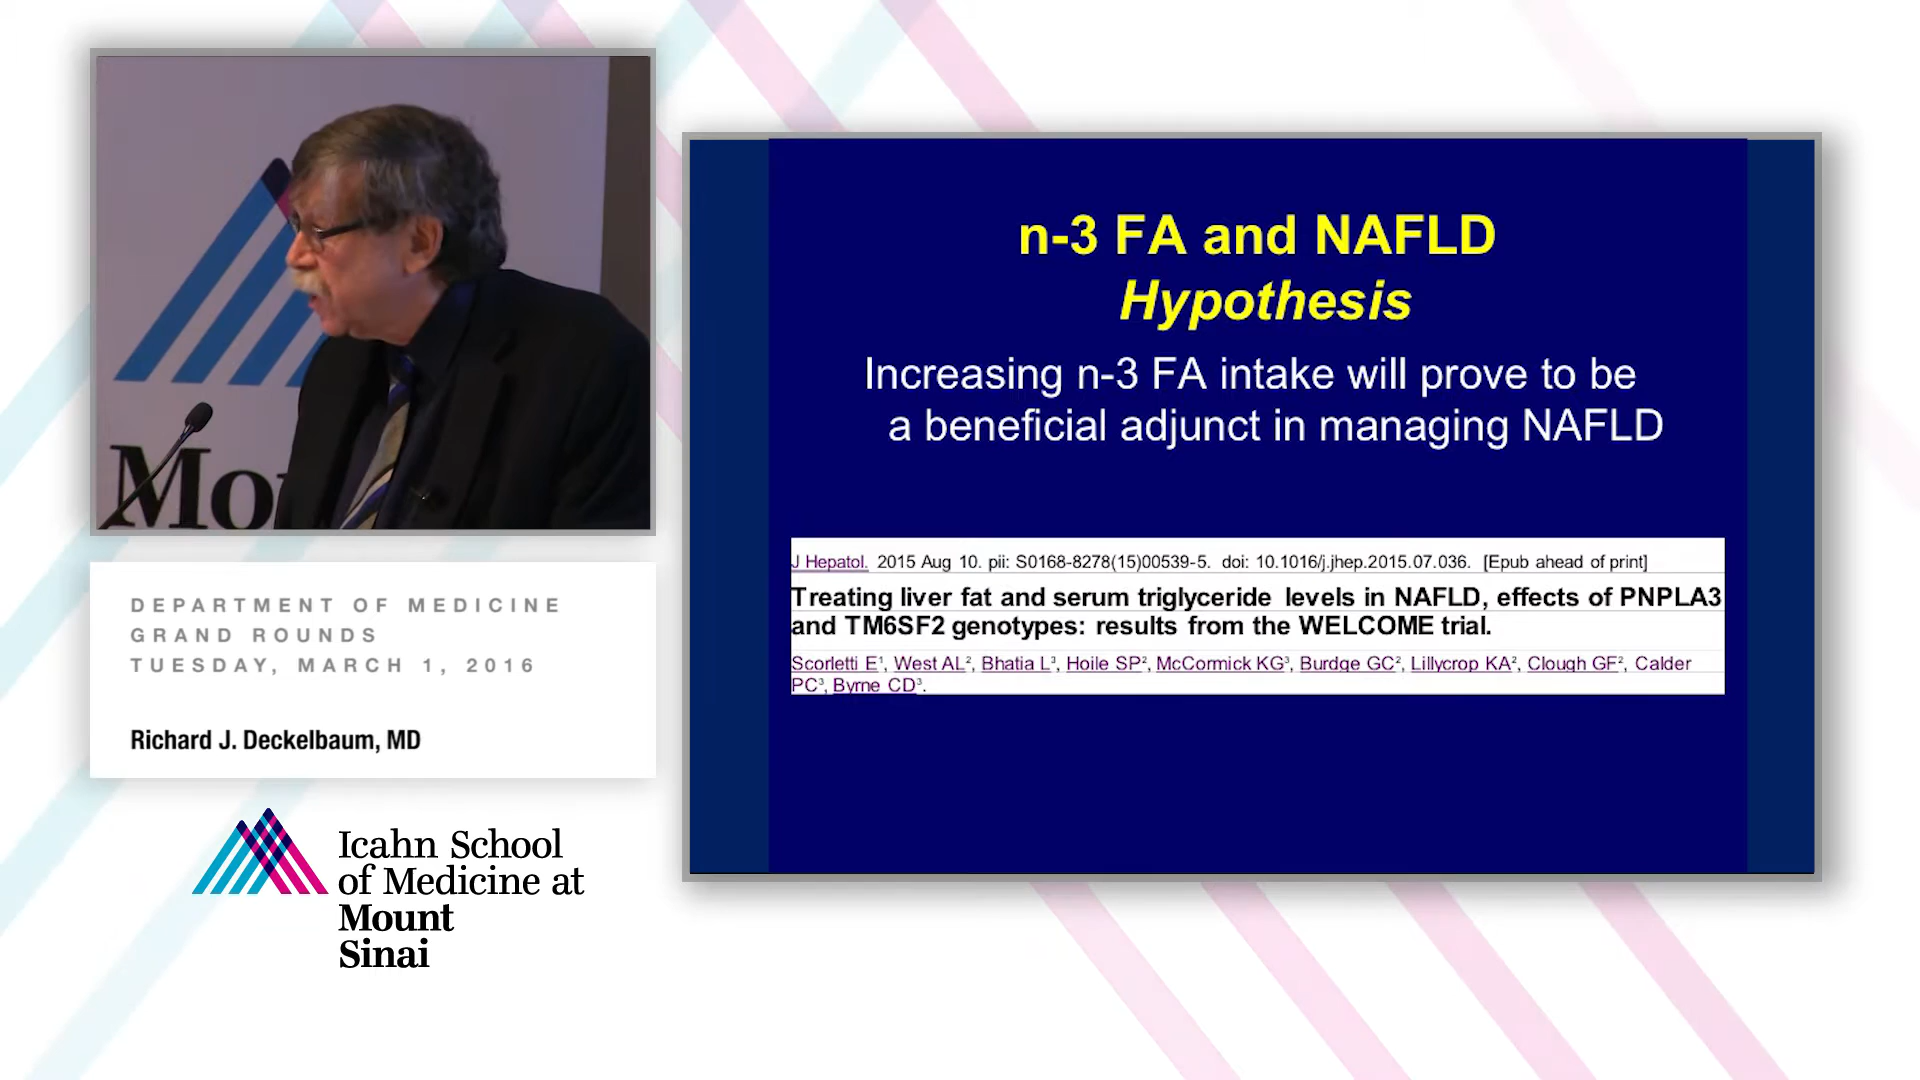 Mo
DEPARTMENT OF MEDICINE
GRAND ROUNDS
TUESDAY, MARCH 1, 2016
Richard J. Deckelbaum, MD
Icahn School
of Medicine at
Mount
Sinai
n-3 FA and NAFLD
Hypothesis
Increasing n-3 FA intake will prove to be
a beneficial adjunct in managing NAFLD
J Hepatol. 2015 Aug 10. pii: S0168-8278(15)00539-5. doi: 10.1016/j.jhep.2015.07.036. [Epub ahead of print]
Treating liver fat and serum triglyceride levels in NAFLD, effects of PNPLA3
and TM6SF2 genotypes: results from the WELCOME trial.
Scorletti E¹, West AL², Bhatia L³, Hoile SP², McCormick KG³, Burdge GC², Lillycrop KA², Clough GF², Calder
PC³, Byrne CD³.